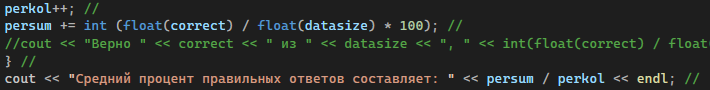 perkol++; //
persum += int (float(correct) / float(datasize) * 100); //
//cout << "Верно " << correct << " из " << datasize << ", " << int(float(correct) / float
} //
cout << "Средний процент правильных ответов составляет: " << persum / perkol << endl; //